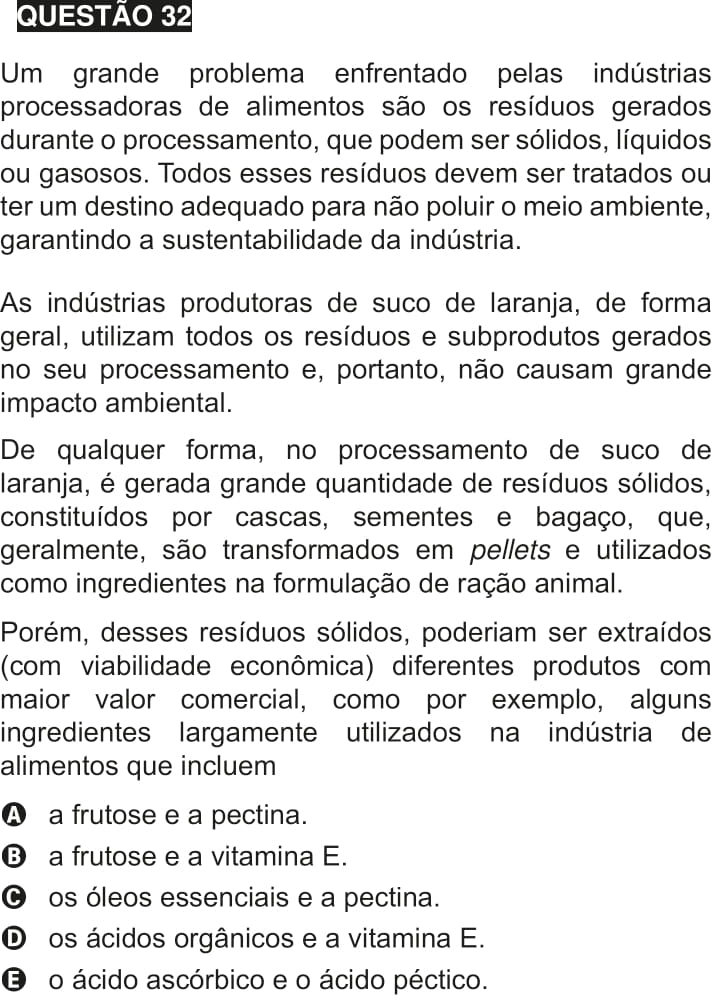 QUESTÃO 32
Um grande problema enfrentado pelas indústrias
processadoras de alimentos são os resíduos gerados
durante o processamento, que podem ser sólidos, líquidos
ou gasosos. Todos esses resíduos devem ser tratados ou
ter um destino adequado para não poluir o meio ambiente,
garantindo a sustentabilidade da indústria.
As indústrias produtoras de suco de laranja, de forma
geral, utilizam todos os resíduos e subprodutos gerados
no seu processamento e, portanto, não causam grande
impacto ambiental.
De qualquer forma, no processamento de suco de
laranja, é gerada grande quantidade de resíduos sólidos,
constituídos por cascas, sementes e bagaço, que,
geralmente, são transformados em pellets e utilizados
como ingredientes na formulação de ração animal.
Porém, desses resíduos sólidos, poderiam ser extraídos
(com viabilidade econômica) diferentes produtos com
maior valor comercial, como por exemplo, alguns
ingredientes largamente utilizados na indústria de
alimentos que incluem
A a frutose e a pectina.
B a frutose e a vitamina E.
C os óleos essenciais e a pectina.
D os ácidos orgânicos e a vitamina E.
E o ácido ascórbico e o ácido péctico.